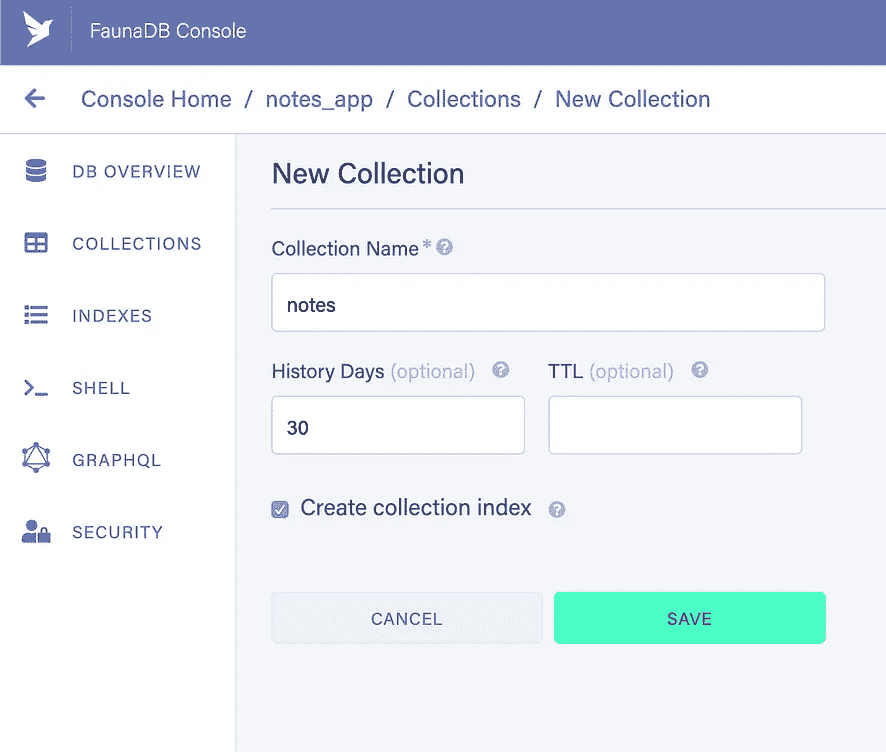 FaunaDB Console
Console Home / notes_app / Collections / New Collection
DB OVERVIEW
COLLECTIONS
INDEXES
SHELL
GRAPHQL
SECURITY
New Collection
Collection Name*
notes
History Days (optional) TTL (optional)
30
Create collection index
CANCEL SAVE